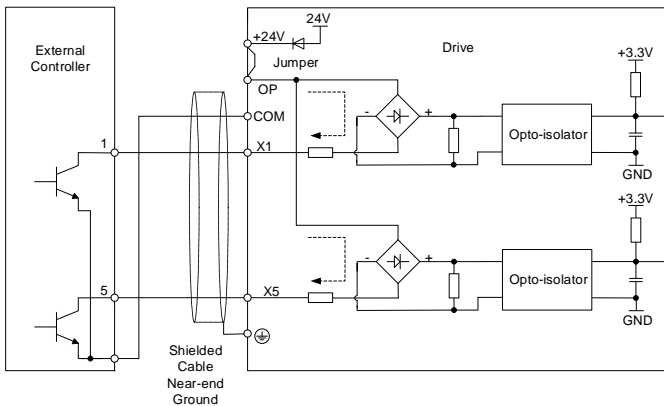 External
Controller
24V
+24V
Jumper
Drive
+3.3V
OP
COM
- +
Opto-isolator
1
X1
GND
+3.3V
- +
Opto-isolator
5
X5
GND
Shielded
Cable
Near-end
Ground